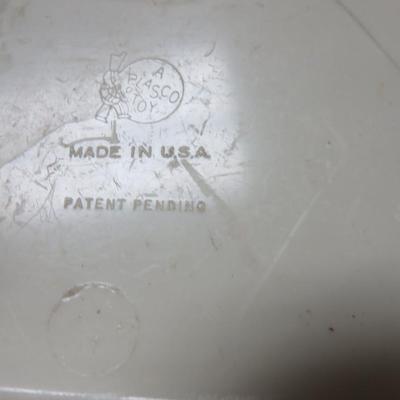 A
PLASCO
TOY
MADE IN U.S.A.
PATENT PENDING